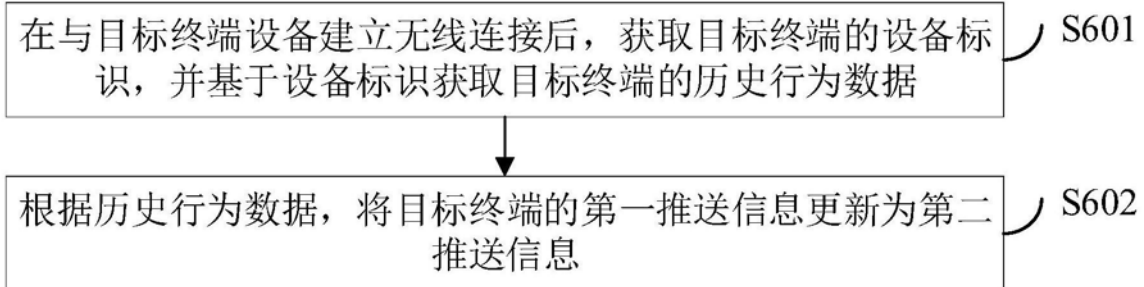 在与目标终端设备建立无线连接后，获取目标终端的设备标
识，并基于设备标识获取目标终端的历史行为数据
S601
根据历史行为数据，将目标终端的第一推送信息更新为第二
推送信息
S602